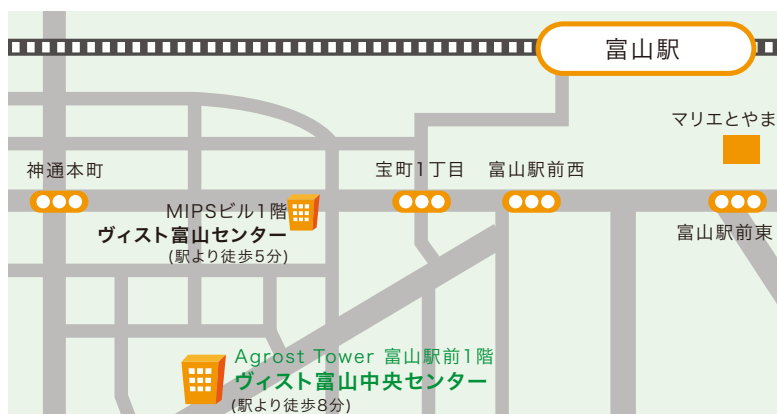 富山駅
マリエとやま
神通本町
宝町1丁目
富山駅前西
MIPSビル1階
ヴィスト富山センター
(駅より徒歩5分)
富山駅前東
Agrost Tower 富山駅前1階
ヴィスト富山中央センター
(駅より徒歩8分)